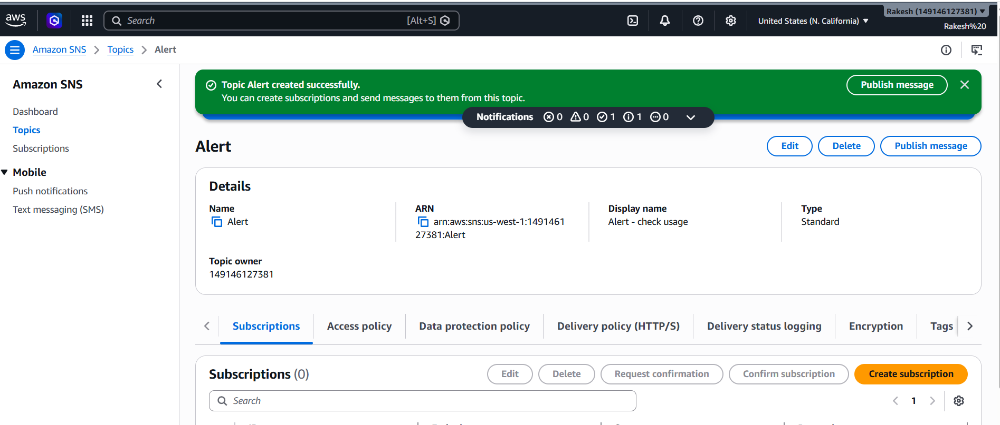 aws
Search
[Alt+S]
United States (N. California)
Rakesh (149146127381)
Rakesh%20
Amazon SNS
Topics
Alert
Amazon SNS
Dashboard
Topics
Subscriptions
Mobile
Push notifications
Text messaging (SMS)
Topic Alert created successfully.
You can create subscriptions and send messages to them from this topic.
Publish message
Notifications 0 0 1 1 0
Alert
Edit
Delete
Publish message
Details
Name
Alert
ARN
arn:aws:sns:us-west-1:1491461
27381:Alert
Display name
Alert - check usage
Type
Standard
Topic owner
149146127381
Subscriptions
Access policy
Data protection policy
Delivery policy (HTTP/S)
Delivery status logging
Encryption
Tags
Subscriptions (0)
Edit
Delete
Request confirmation
Confirm subscription
Create subscription
Search
1